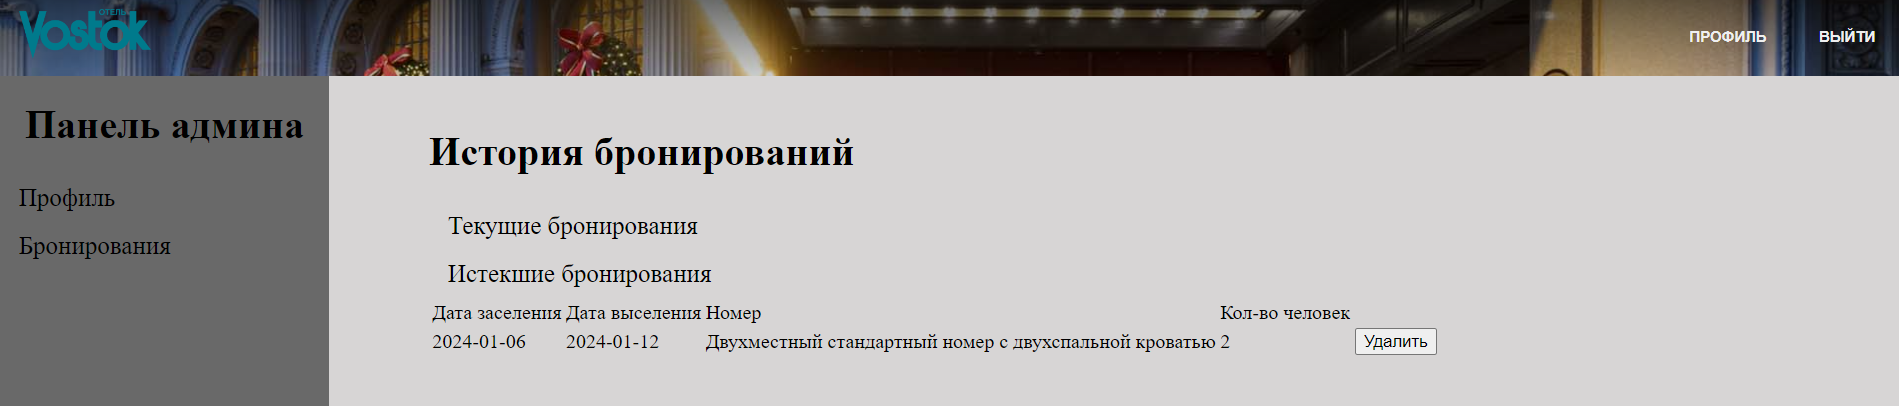 ОТЕЛЬ
Vostok
ПРОФИЛЬ ВЫЙТИ
Панель админа
Профиль
Бронирования
История бронирований
Текущие бронирования
Истекшие бронирования
Дата заселения Дата выселения Номер Кол-во человек
2024-01-06 2024-01-12 Двухместный стандартный номер с двухспальной кроватью 2 Удалить